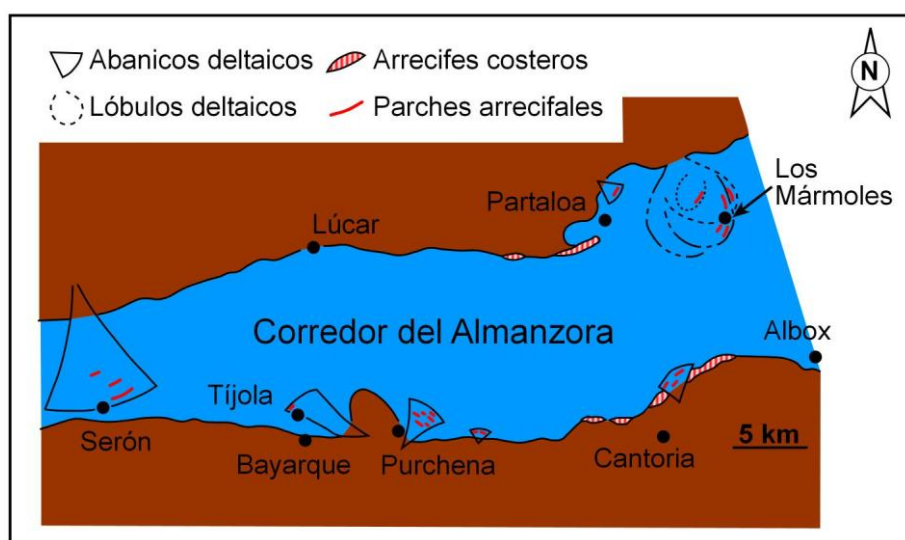 Abanicos deltaicos
Arrecifes costeros
N
Lóbulos deltaicos
Parches arrecifales
Los
Mármoles
Partaloa
Lúcar
Corredor del Almanzora
Albox
Tíjola
Serón
Bayarque
Purchena
Cantoria
5 km